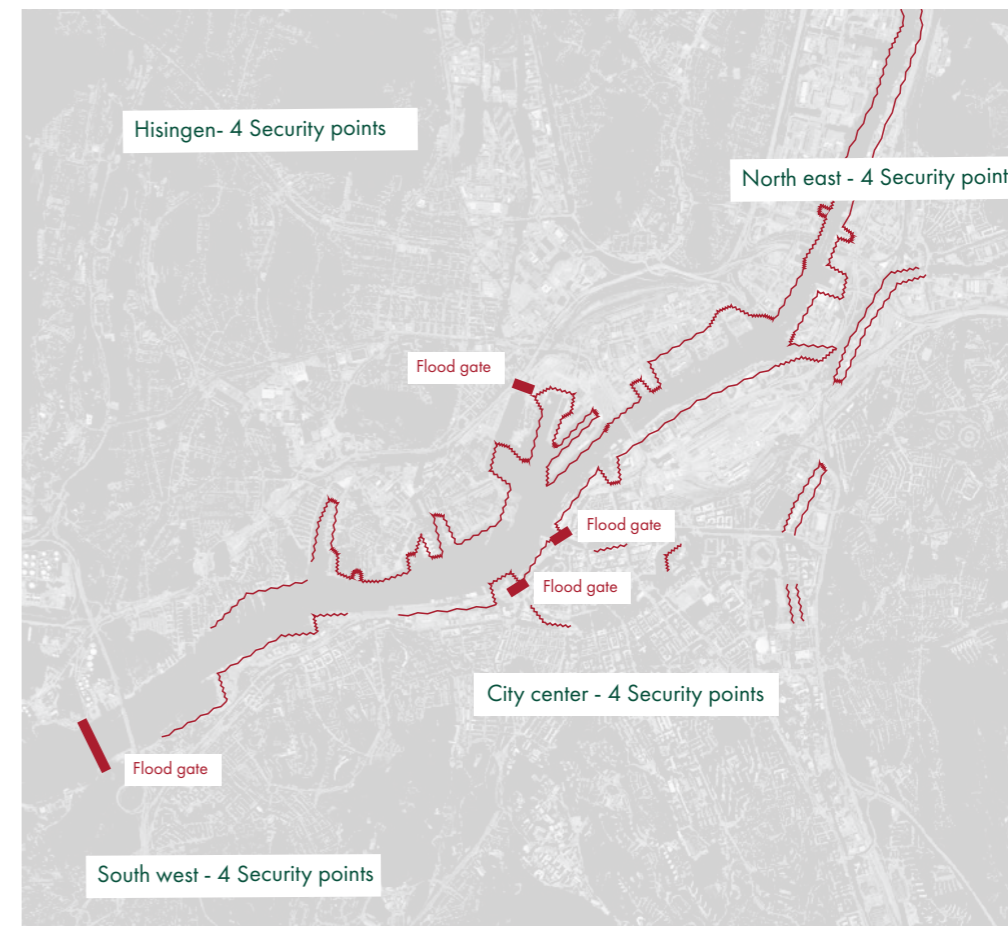 Hisingen- 4 Security points
North east - 4 Security point
Flood gate
Flood gate
Flood gate
City center - 4 Security points
Flood gate
South west - 4 Security points